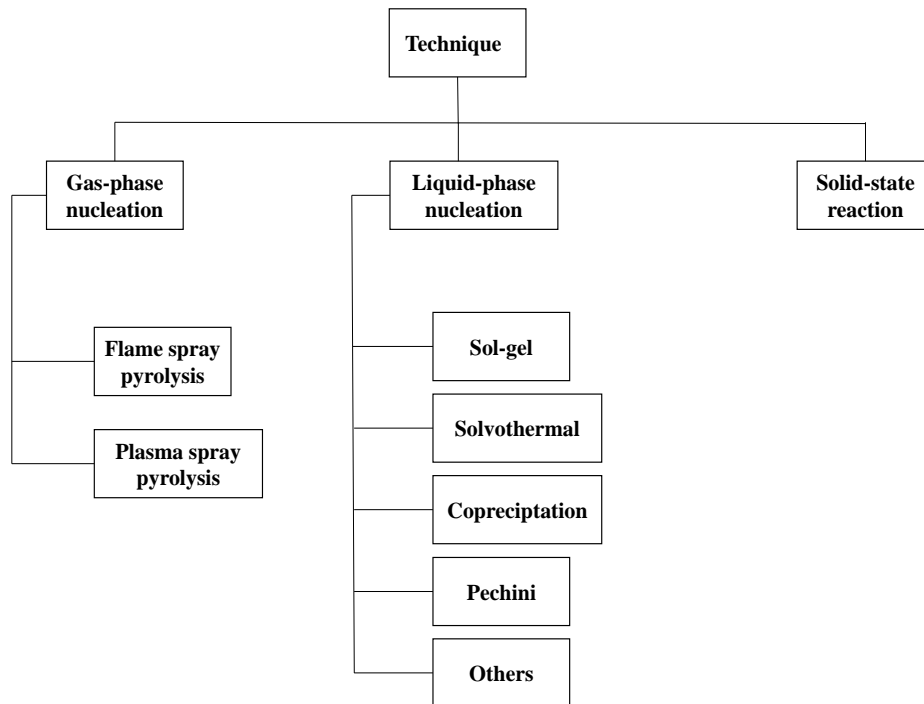 Technique
Gas-phase
nucleation
Liquid-phase
nucleation
Solid-state
reaction
Flame spray
pyrolysis
Plasma spray
pyrolysis
Sol-gel
Solvothermal
Copreciptation
Pechini
Others